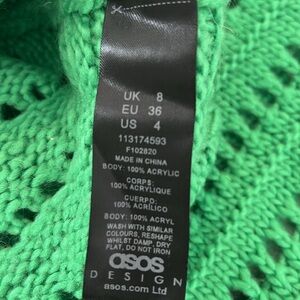 UK 8
EU 36
US 4
113174593
F102820
MADE IN CHINA
BODY: 100% ACRYLIC
CORPS:
100% ACRYLIQUE
CUERPO:
100% ACRÍLICO
BODY: 100% ACRYL
WASH WITH SIMILAR
COLOURS, RESHAPE
WHILST DAMP, DRY
FLAT, DO NOT IRON
asos
DESIGN
asos.com Ltd